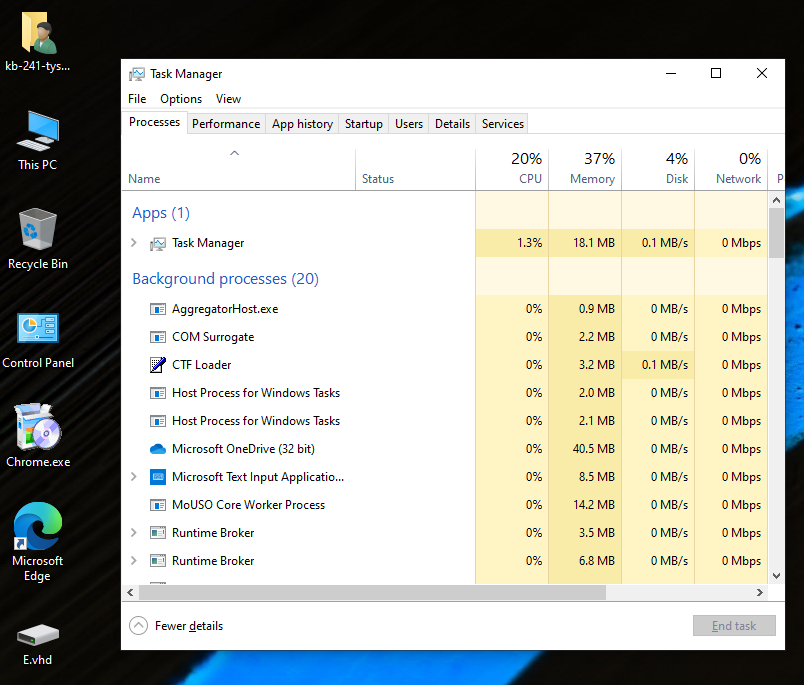 kb-241-tys...
This PC
Recycle Bin
Control Panel
Chrome.exe
Microsoft
Edge
E.vhd
Task Manager
File Options View
Processes Performance App history Startup Users Details Services
20% 37% 4% 0%
Name Status CPU Memory Disk Network P
Apps (1)
Task Manager 1.3% 18.1 MB 0.1 MB/s 0 Mbps
Background processes (20)
AggregatorHost.exe 0% 0.9 MB 0 MB/s 0 Mbps
COM Surrogate 0% 2.2 MB 0 MB/s 0 Mbps
CTF Loader 0% 3.2 MB 0.1 MB/s 0 Mbps
Host Process for Windows Tasks 0% 2.0 MB 0 MB/s 0 Mbps
Host Process for Windows Tasks 0% 2.1 MB 0 MB/s 0 Mbps
Microsoft OneDrive (32 bit) 0% 40.5 MB 0 MB/s 0 Mbps
Microsoft Text Input Applicatio... 0% 8.5 MB 0 MB/s 0 Mbps
MoUSO Core Worker Process 0% 14.2 MB 0 MB/s 0 Mbps
Runtime Broker 0% 3.5 MB 0 MB/s 0 Mbps
Runtime Broker 0% 6.8 MB 0 MB/s 0 Mbps
Fewer details End task